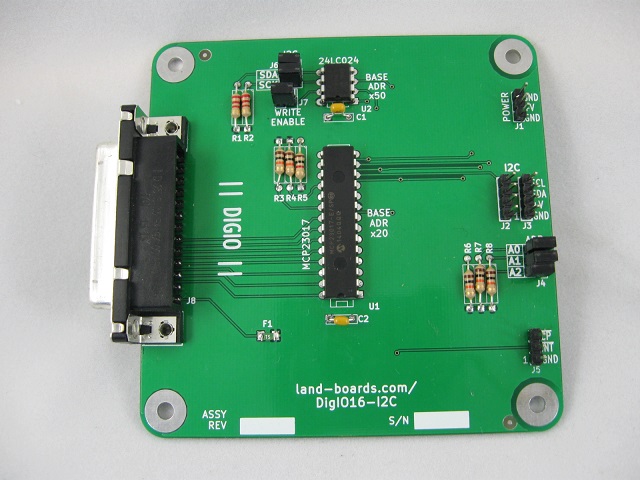 J6
SDA
24LC024
BASE
ADR
x50
U2
C1
R1 R2
J7
WRITE
ENABLE
POWER
GND
J1
R3 R4 R5
MCP23017
BASE
ADR
x20
U1
C2
|| DIGIO ||
I2C
SDA
GND
J2 J3
R6 R7 R8
A0
A1
A2
J4
J8
F1
GND
J5
land-boards.com/
DigIO16-I2C
ASSY
REV
S/N